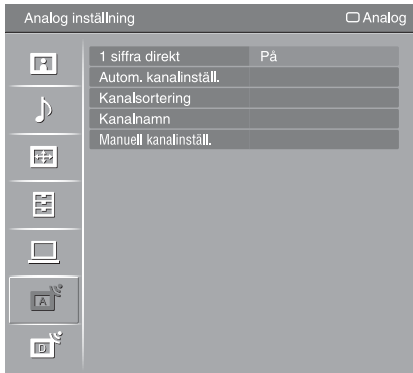 Analog inställning Analog
1 siffra direkt På
Autom. kanalinställ.
Kanalsortering
Kanalnamn
Manuell kanalinställ.
A
D